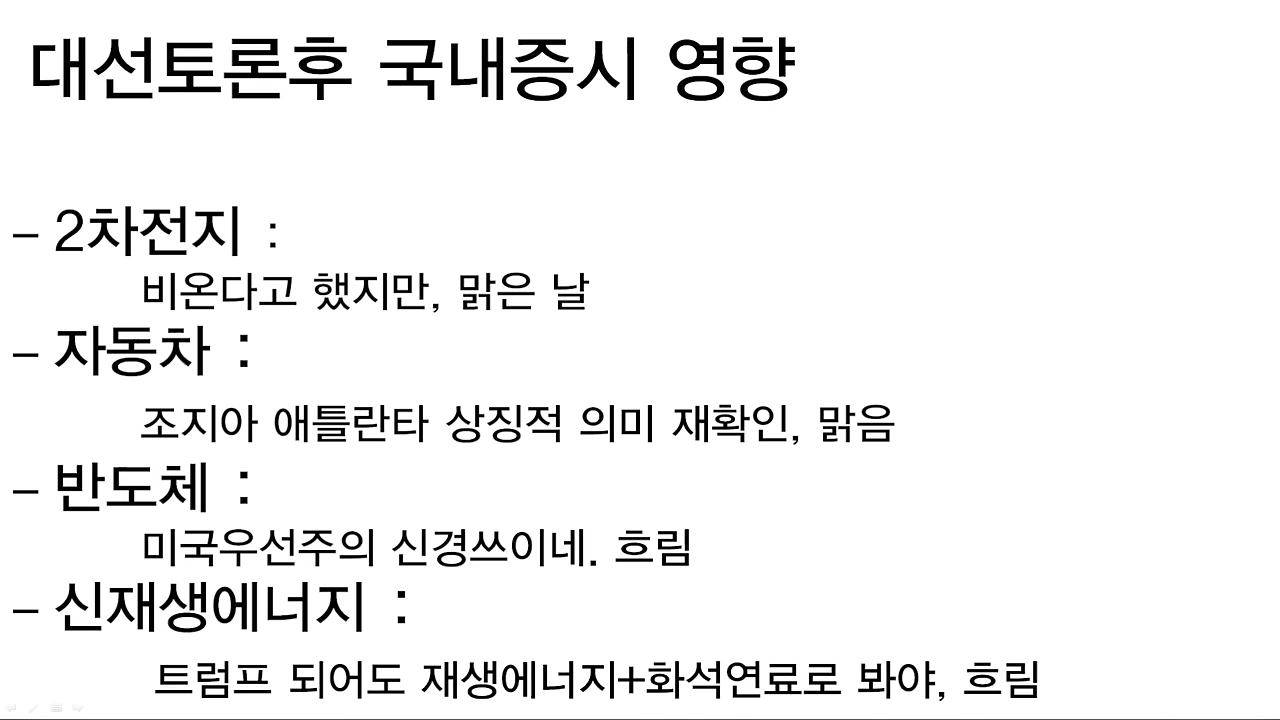 대선토론후 국내증시 영향
– 2차전지 :
비온다고 했지만, 맑은 날
– 자동차 :
조지아 애틀란타 상징적 의미 재확인, 맑음
– 반도체 :
미국우선주의 신경쓰이네. 흐림
– 신재생에너지 :
트럼프 되어도 재생에너지+화석연료로 봐야, 흐림